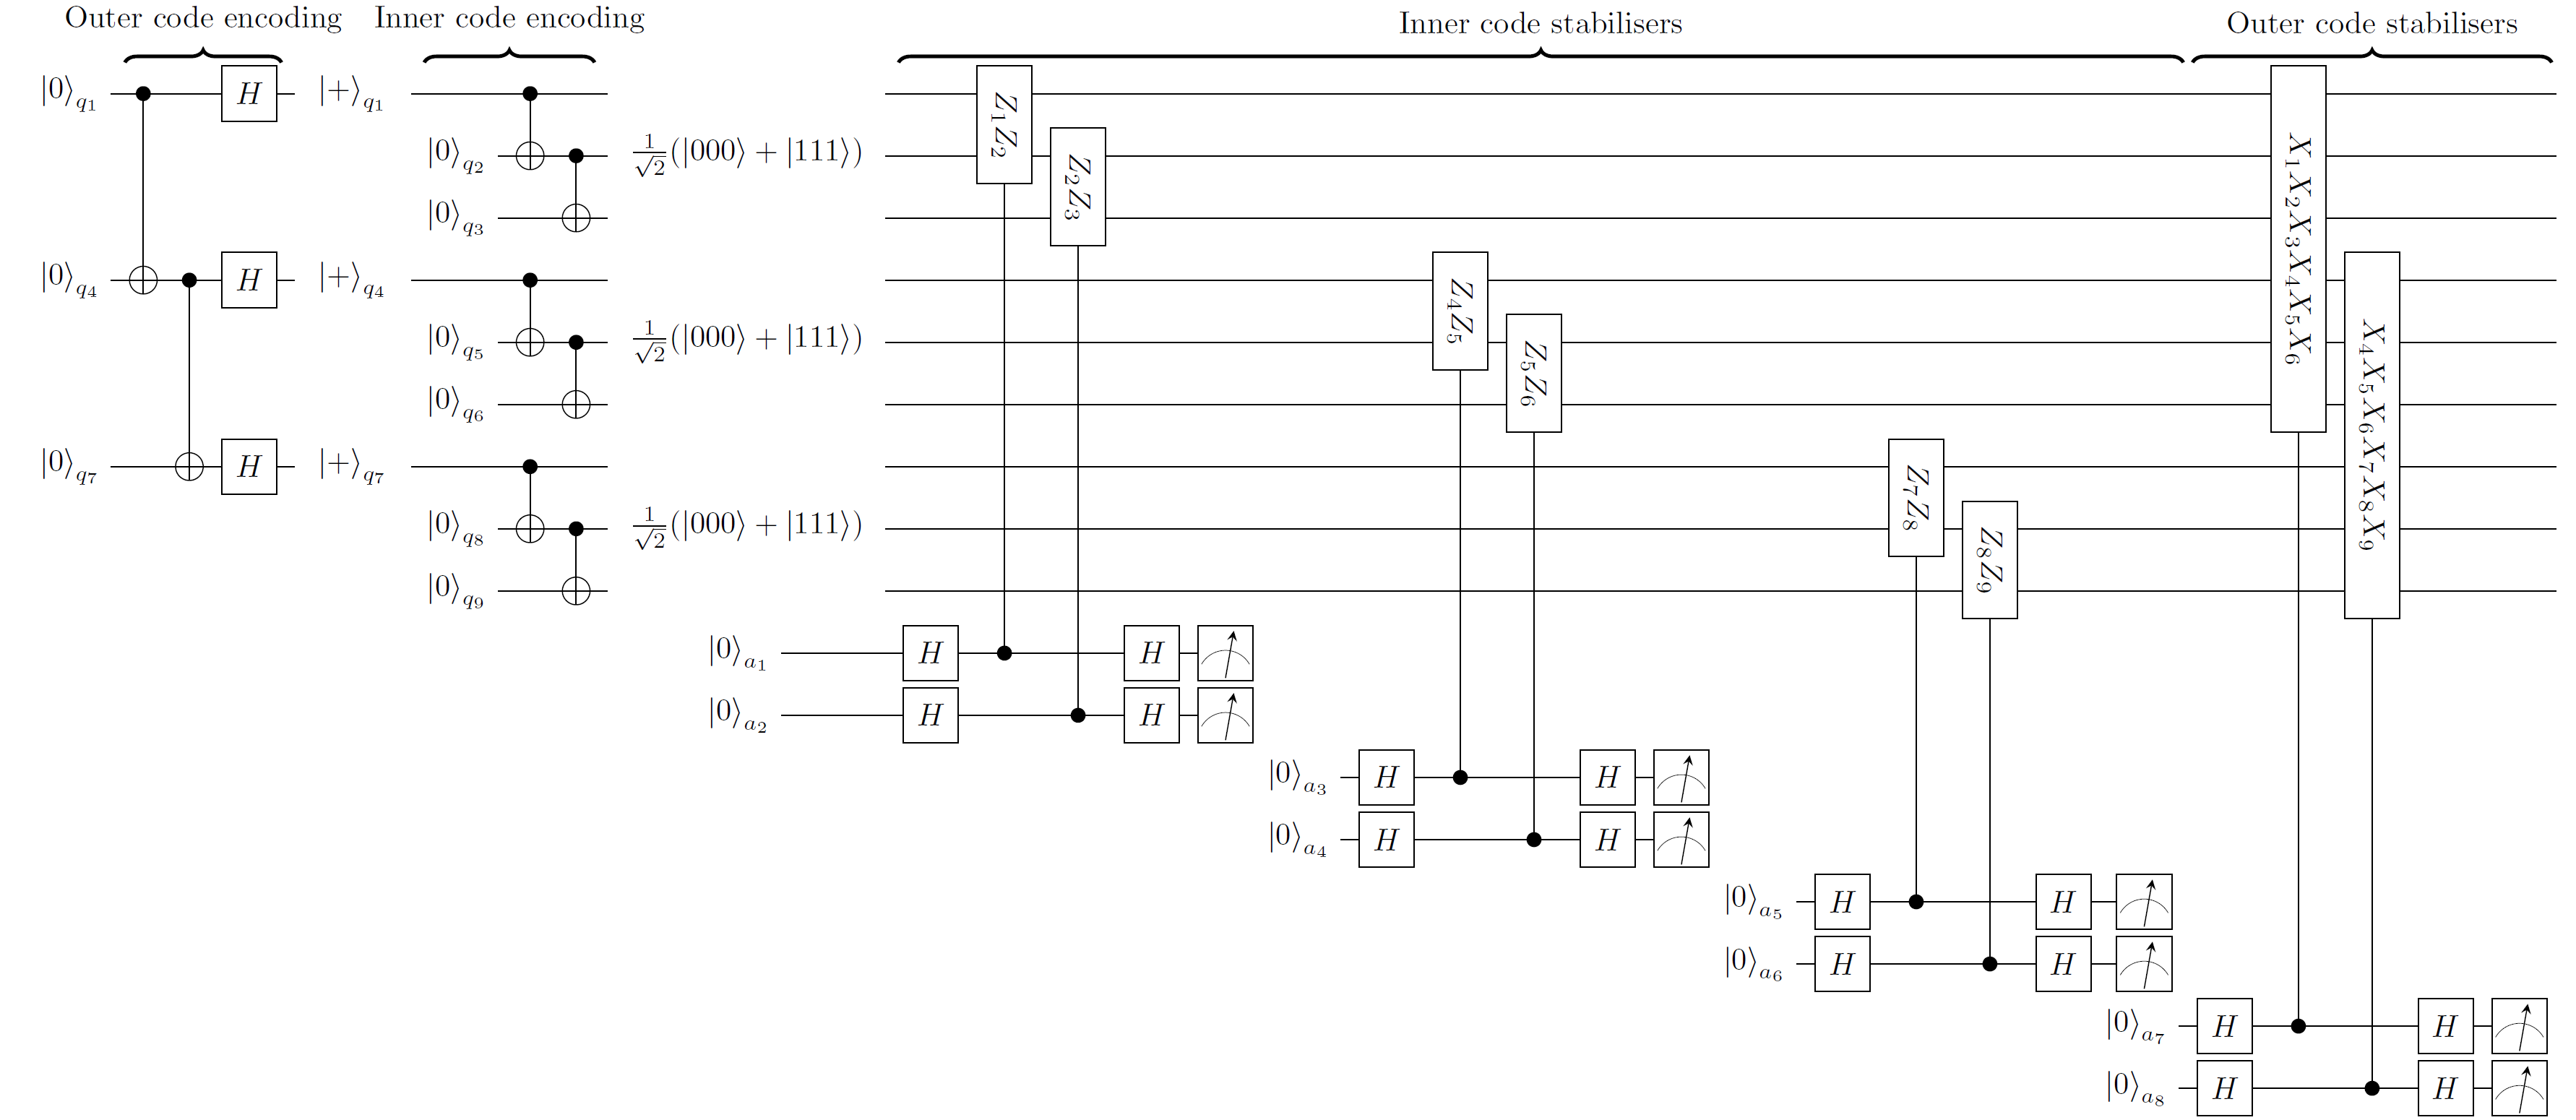 Outer code encoding Inner code encoding Inner code stabilisers Outer code stabilisers
|0⟩q₁ H |+⟩q₁
|0⟩q₂ 1/√2(|000⟩ + |111⟩)
|0⟩q₃
|0⟩q₄ H |+⟩q₄
|0⟩q₅ 1/√2(|000⟩ + |111⟩)
|0⟩q₆
|0⟩q₇ H |+⟩q₇
|0⟩q₈ 1/√2(|000⟩ + |111⟩)
|0⟩q₉
Z₁Z₂
Z₂Z₃
Z₄Z₅
Z₅Z₆
Z₇Z₈
Z₈Z₉
X₁X₂X₃X₄X₅X₆
X₄X₅X₆X₇X₈X₉
|0⟩a₁ H H
|0⟩a₂ H H
|0⟩a₃ H H
|0⟩a₄ H H
|0⟩a₅ H H
|0⟩a₆ H H
|0⟩a₇ H H
|0⟩a₈ H H